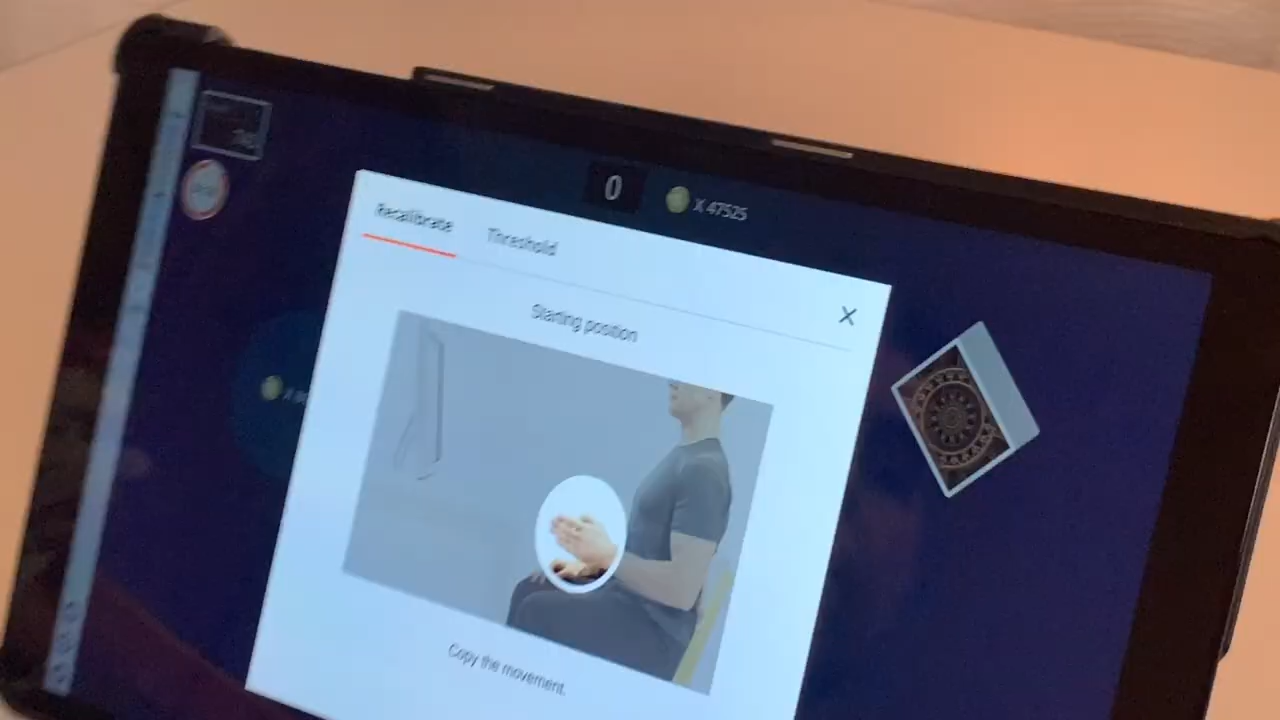 0
X 47525
Recalibrate
Threshold
X
Starting position
Copy the movement.